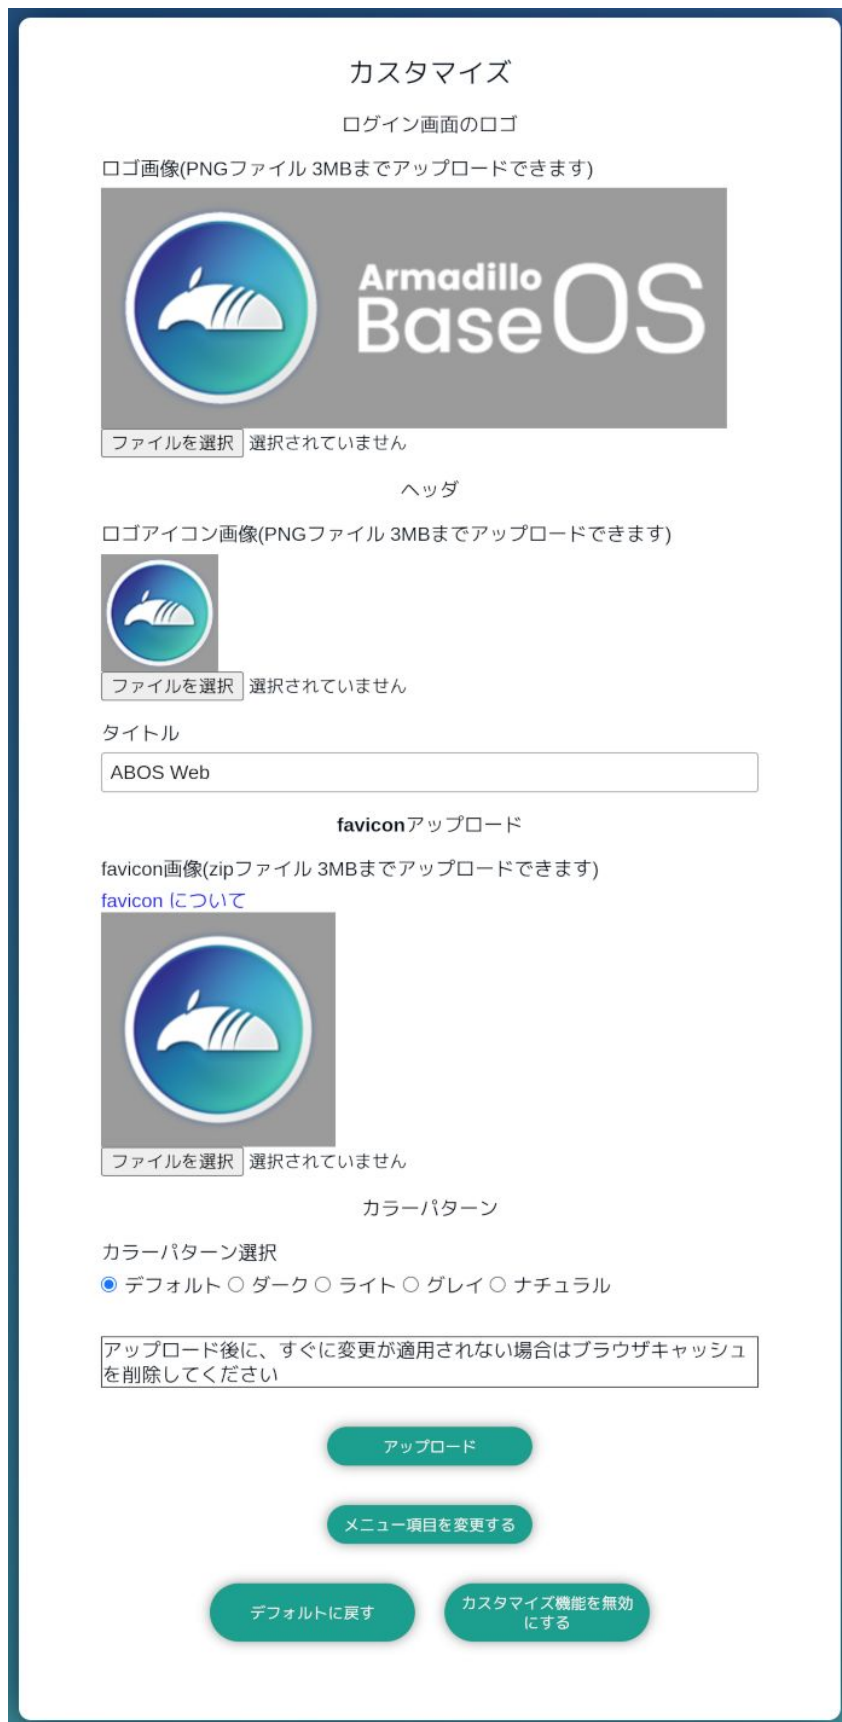 カスタマイズ
ログイン画面のロゴ
ロゴ画像(PNGファイル 3MBまでアップロードできます)
Armadillo
Base OS
ファイルを選択 選択されていません
ヘッダ
ロゴアイコン画像(PNGファイル 3MBまでアップロードできます)
ファイルを選択 選択されていません
タイトル
ABOS Web
faviconアップロード
favicon画像(zipファイル 3MBまでアップロードできます)
favicon について
ファイルを選択 選択されていません
カラーパターン
カラーパターン選択
デフォルト ダーク ライト グレイ ナチュラル
アップロード後に、すぐに変更が適用されない場合はブラウザキャッシュ
を削除してください
アップロード
メニュー項目を変更する
デフォルトに戻す
カスタマイズ機能を無効
にする